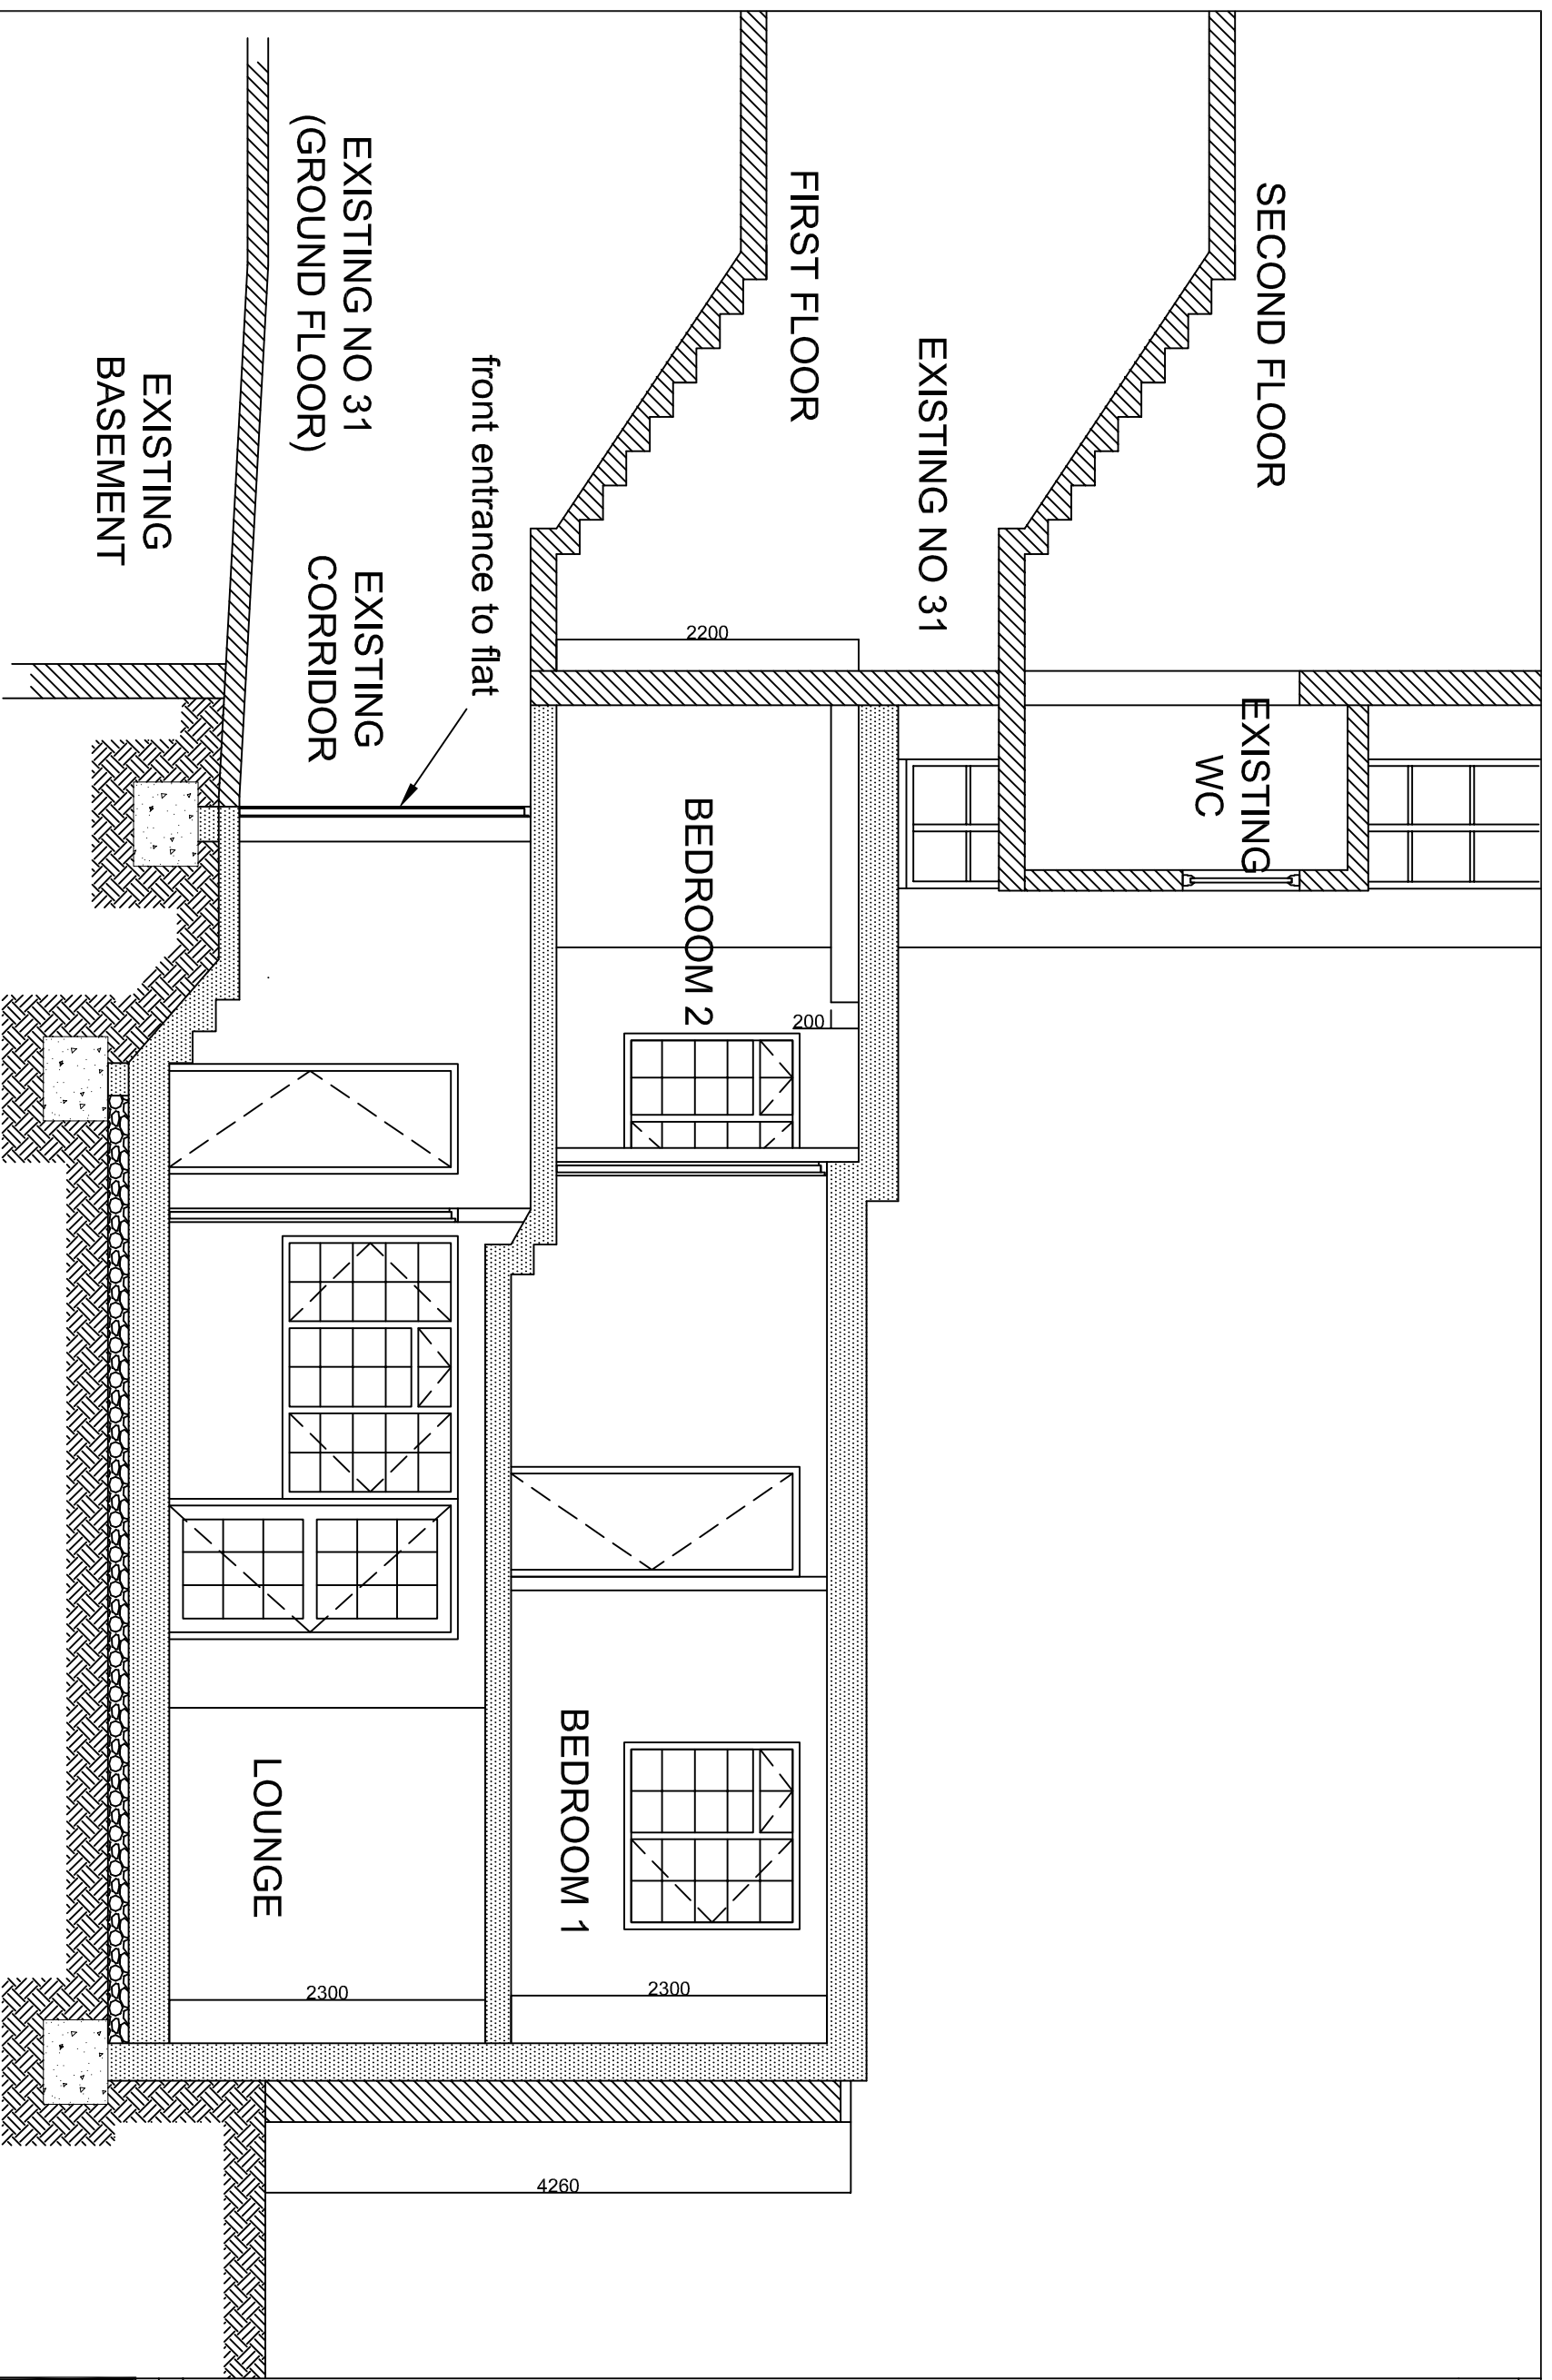 SECOND FLOOR
EXISTING
WC
EXISTING NO 31
FIRST FLOOR
2200
BEDROOM 2
200
BEDROOM 1
2300
front entrance to flat
EXISTING NO 31
(GROUND FLOOR)
EXISTING
CORRIDOR
LOUNGE
2300
4260
EXISTING
BASEMENT